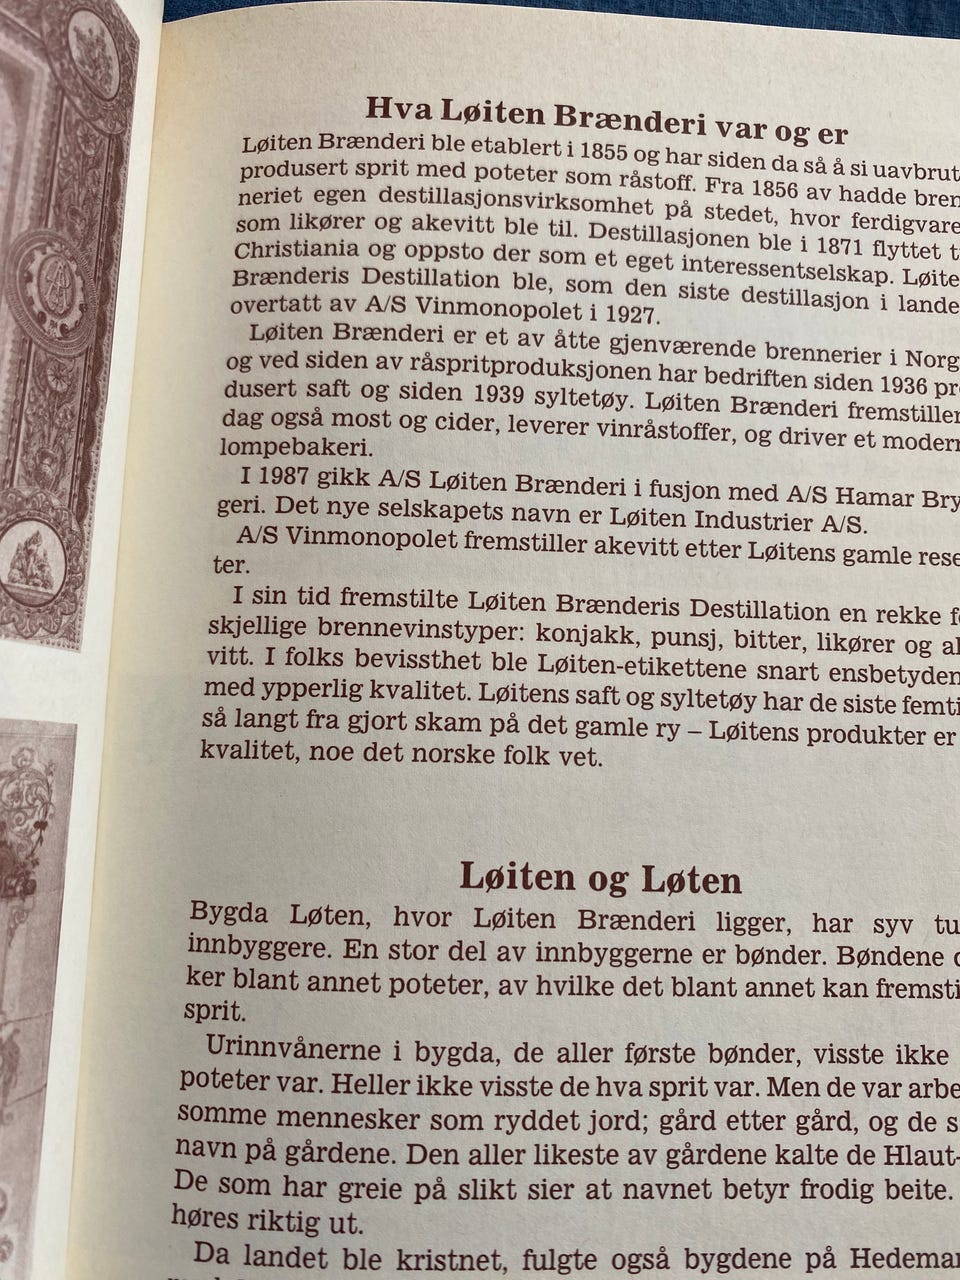 Hva Løiten Brænderi var og er
Løiten Brænderi ble etablert i 1855 og har siden da så å si uavbrut
produsert sprit med poteter som råstoff. Fra 1856 av hadde bren
neriet egen destillasjonsvirksomhet på stedet, hvor ferdigvare
som likører og akevitt ble til. Destillasjonen ble i 1871 flyttet t
Christiania og oppsto der som et eget interessentselskap. Løite
Brænderis Destillation ble, som den siste destillasjon i lande
overtatt av A/S Vinmonopolet i 1927.
Løiten Brænderi er et av åtte gjenværende brennerier i Norg
og ved siden av råspritproduksjonen har bedriften siden 1936 pr
dusert saft og siden 1939 syltetøy. Løiten Brænderi fremstiller
dag også most og cider, leverer vinråstoffer, og driver et modern
lompebakeri.
I 1987 gikk A/S Løiten Brænderi i fusjon med A/S Hamar Bry
geri. Det nye selskapets navn er Løiten Industrier A/S.
A/S Vinmonopolet fremstiller akevitt etter Løitens gamle rese
ter.
I sin tid fremstilte Løiten Brænderis Destillation en rekke f
skjellige brennevinstyper: konjakk, punsj, bitter, likører og a
vitt. I folks bevissthet ble Løiten-etikettene snart ensbetyden
med ypperlig kvalitet. Løitens saft og syltetøy har de siste femti
så langt fra gjort skam på det gamle ry – Løitens produkter er
kvalitet, noe det norske folk vet.
Løiten og Løten
Bygda Løten, hvor Løiten Brænderi ligger, har syv tu
innbyggere. En stor del av innbyggerne er bønder. Bøndene
ker blant annet poteter, av hvilke det blant annet kan fremsti
sprit.
Urinnvånerne i bygda, de aller første bønder, visste ikke
poteter var. Heller ikke visste de hva sprit var. Men de var arbe
somme mennesker som ryddet jord; gård etter gård, og de s
navn på gårdene. Den aller likeste av gårdene kalte de Hlaut-
De som har greie på slikt sier at navnet betyr frodig beite.
høres riktig ut.
Da landet ble kristnet, fulgte også bygdene på Hedemar